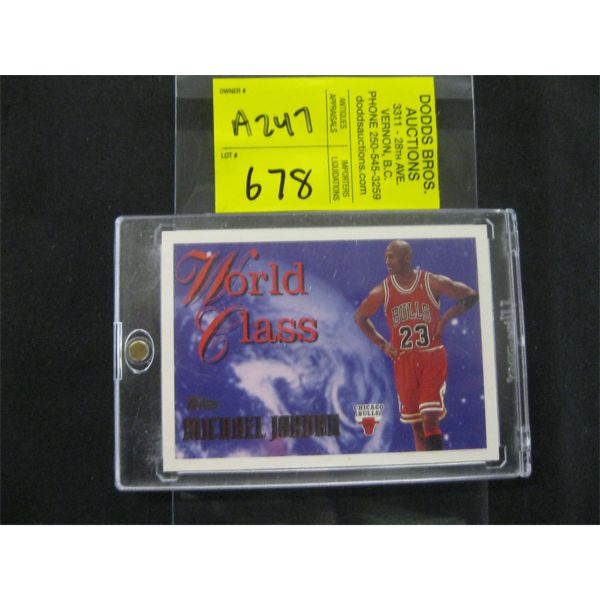 OWNER #
A247
LOT #
678
ANTIQUES
APPRAISALS
IMPORTERS
LIQUIDATIONS
DODDS BROS.
AUCTIONS
3311 - 28TH AVE.
VERNON, B.C.
PHONE 250-545-3259
doddsauctions.com
World
Class
BULLS
23
CHICAGO
BULLS
MICHAEL JORDAN